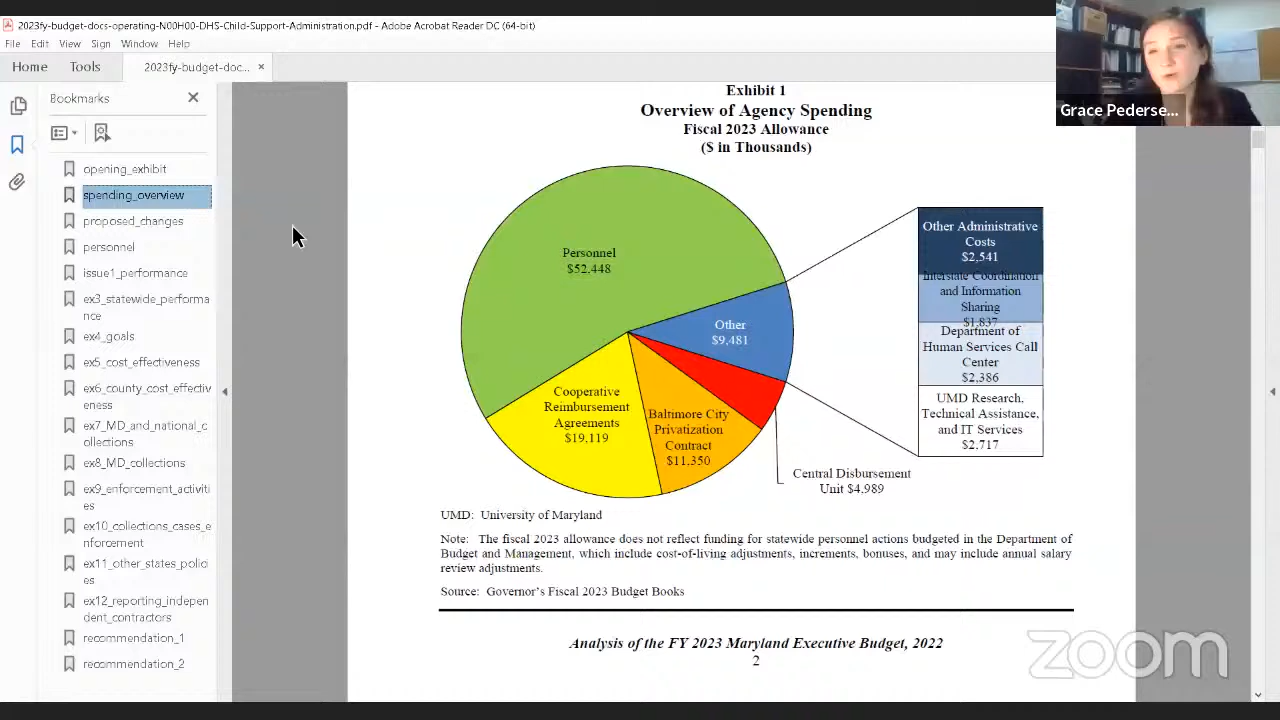 2023fy-budget-docs-operating-N00H00-DHS-Child-Support-Administration.pdf - Adobe Acrobat Reader DC (64-bit)
File Edit View Sign Window Help
Home Tools 2023fy-budget-doc... ×
Bookmarks
opening_exhibit
spending_overview
proposed_changes
personnel
issue1_performance
ex3_statewide_performa
nce
ex4_goals
ex5_cost_effectiveness
ex6_county_cost_effectiv
eness
ex7_MD_and_national_c
ollections
ex8_MD_collections
ex9_enforcement_activiti
es
ex10_collections_cases_e
nforcement
ex11_other_states_polici
es
ex12_reporting_indepen
dent_contractors
recommendation_1
recommendation_2
Exhibit 1
Overview of Agency Spending
Fiscal 2023 Allowance
($ in Thousands)
Personnel
$52,448
Other
$9,481
Cooperative
Reimbursement
Agreements
$19,119
Baltimore City
Privatization
Contract
$11,350
Central Disbursement
Unit $4,989
Other Administrative
Costs
$2,541
Interstate Coordination
and Information
Sharing
$1,837
Department of
Human Services Call
Center
$2,386
UMD Research,
Technical Assistance,
and IT Services
$2,717
UMD: University of Maryland
Note: The fiscal 2023 allowance does not reflect funding for statewide personnel actions budgeted in the Department of
Budget and Management, which include cost-of-living adjustments, increments, bonuses, and may include annual salary
review adjustments.
Source: Governor's Fiscal 2023 Budget Books
Analysis of the FY 2023 Maryland Executive Budget, 2022
2
Grace Pederse...
zoom